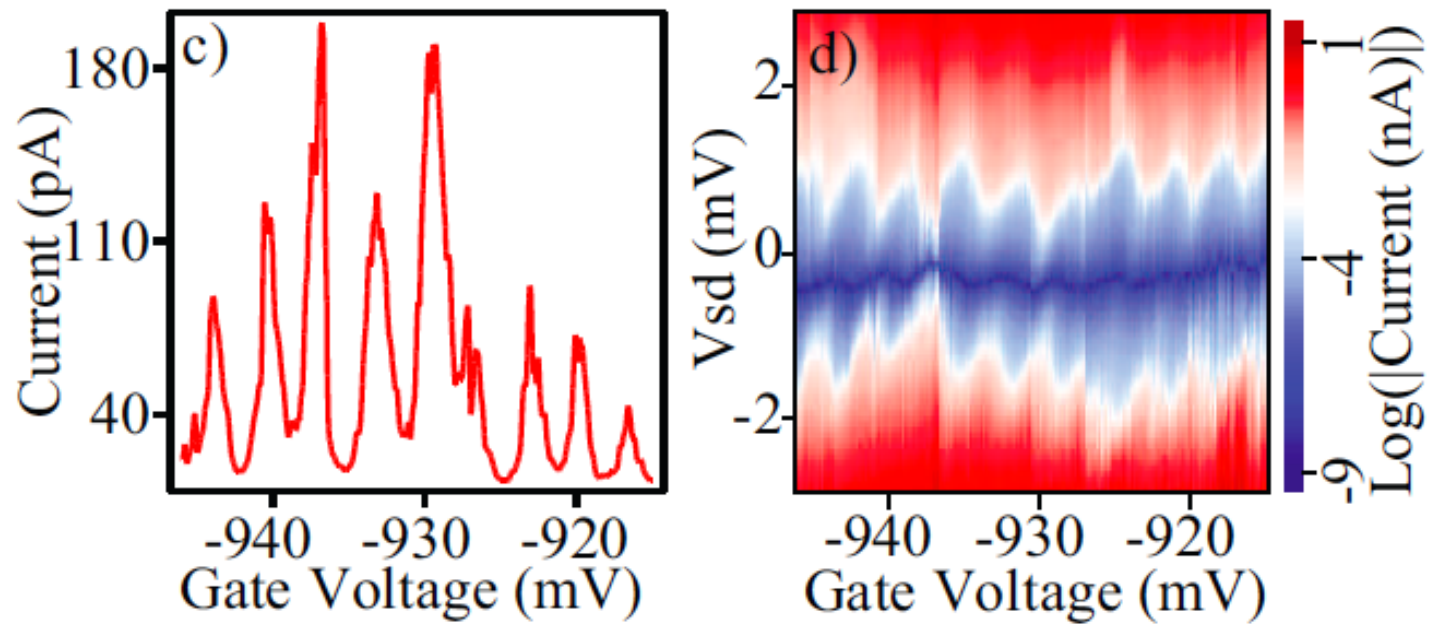 c)
180
110
40
Current (pA)
-940 -930 -920
Gate Voltage (mV)
d)
2
0
-2
Vsd (mV)
-940 -930 -920
Gate Voltage (mV)
1
-4
-9
Log(|Current (nA)|)